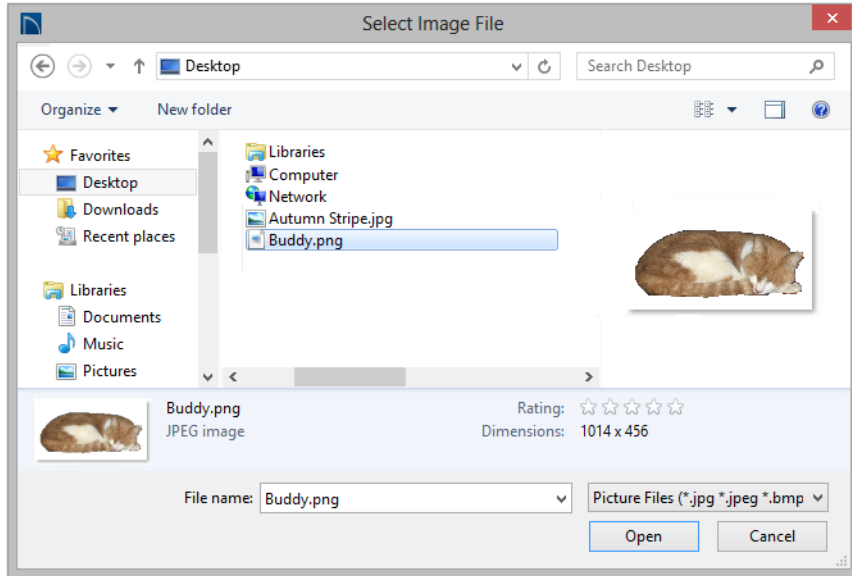 Select Image File
Desktop
Search Desktop
Organize
New folder
Favorites
Desktop
Downloads
Recent places
Libraries
Documents
Music
Pictures
Libraries
Computer
Network
Autumn Stripe.jpg
Buddy.png
Buddy.png
JPEG image
Rating:
Dimensions: 1014 x 456
File name: Buddy.png
Picture Files (*.jpg *.jpeg *.bmp
Open
Cancel